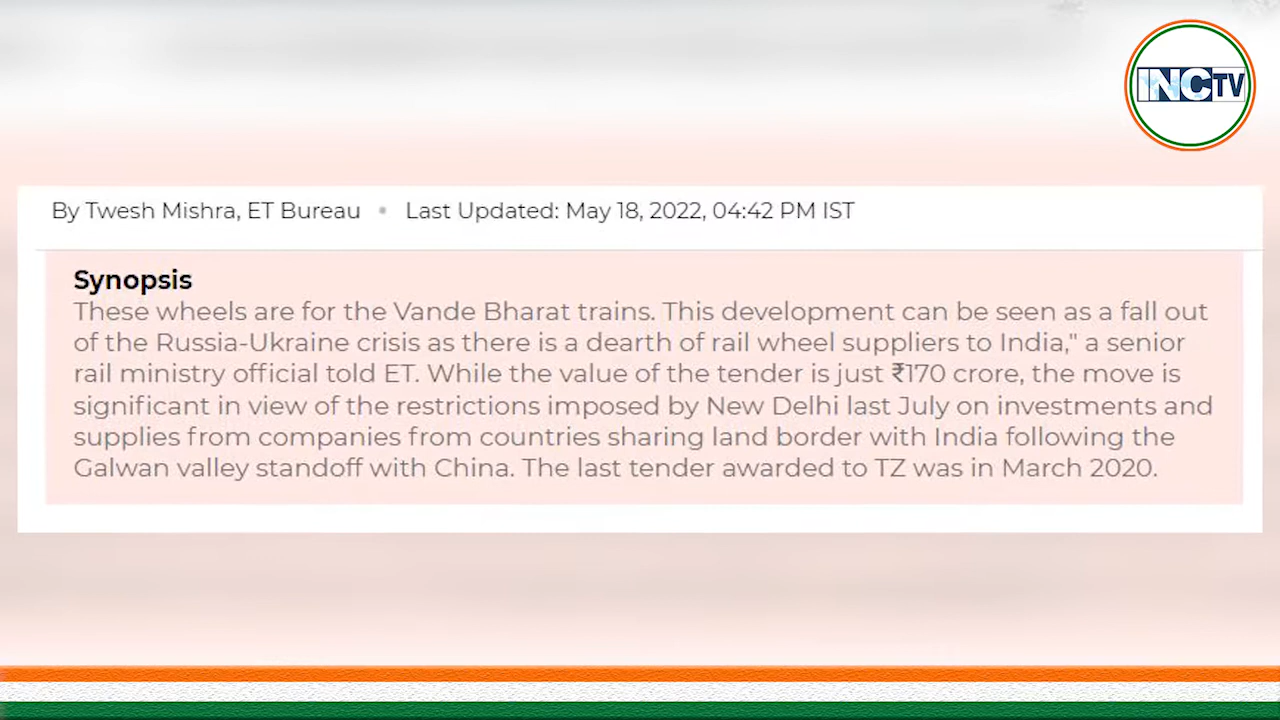 INCTV
By Twesh Mishra, ET Bureau • Last Updated: May 18, 2022, 04:42 PM IST
Synopsis
These wheels are for the Vande Bharat trains. This development can be seen as a fall out
of the Russia-Ukraine crisis as there is a dearth of rail wheel suppliers to India," a senior
rail ministry official told ET. While the value of the tender is just ₹170 crore, the move is
significant in view of the restrictions imposed by New Delhi last July on investments and
supplies from companies from countries sharing land border with India following the
Galwan valley standoff with China. The last tender awarded to TZ was in March 2020.